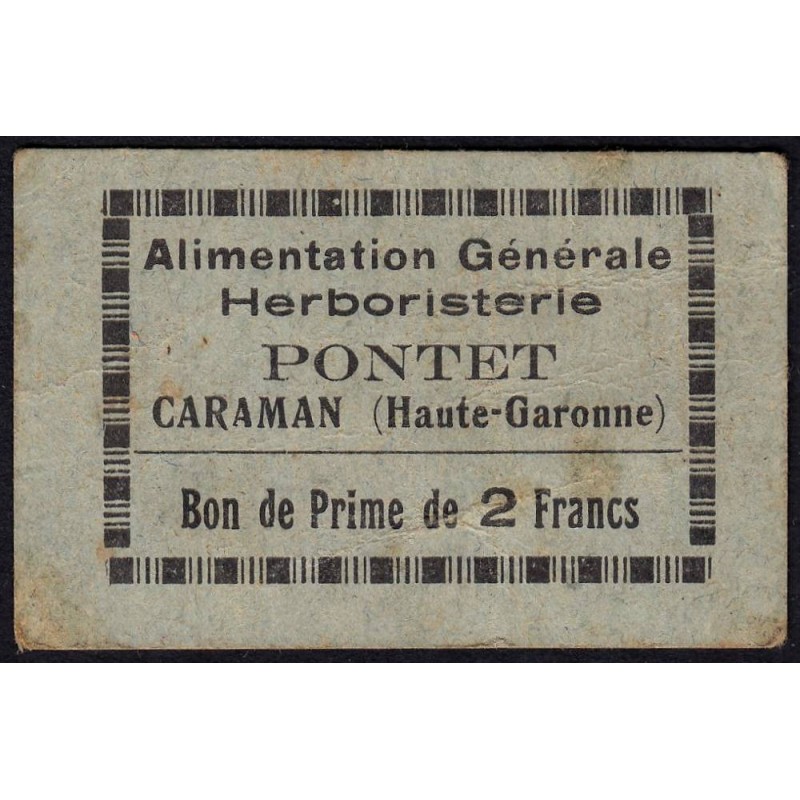 Alimentation Générale
Herboristerie
PONTET
CARAMAN (Haute-Garonne)
Bon de Prime de 2 Francs